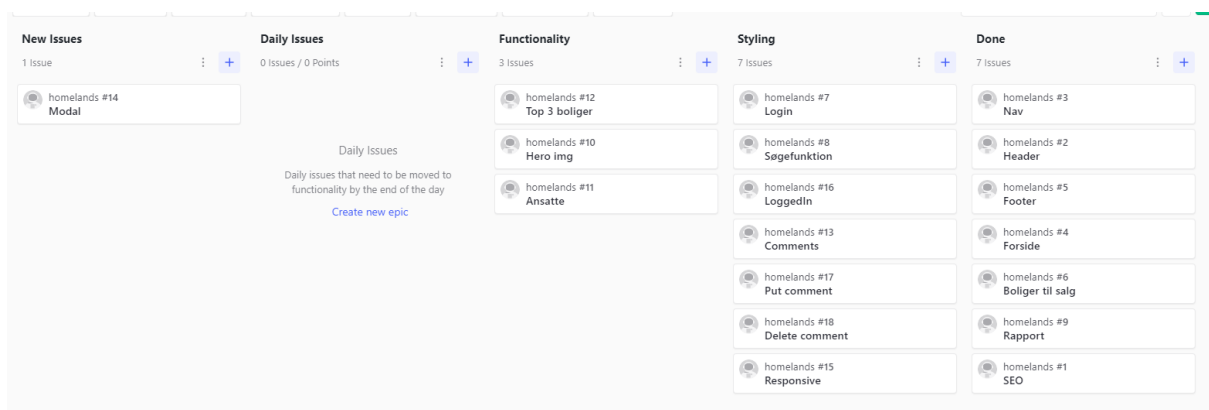 New Issues
1 Issue
homelands #14
Modal
Daily Issues
0 Issues / 0 Points
Daily Issues
Daily issues that need to be moved to
functionality by the end of the day
Create new epic
Functionality
3 Issues
homelands #12
Top 3 boliger
homelands #10
Hero img
homelands #11
Ansatte
Styling
7 Issues
homelands #7
Login
homelands #8
Søgefunktion
homelands #16
LoggedIn
homelands #13
Comments
homelands #17
Put comment
homelands #18
Delete comment
homelands #15
Responsive
Done
7 Issues
homelands #3
Nav
homelands #2
Header
homelands #5
Footer
homelands #4
Forside
homelands #6
Boliger til salg
homelands #9
Rapport
homelands #1
SEO